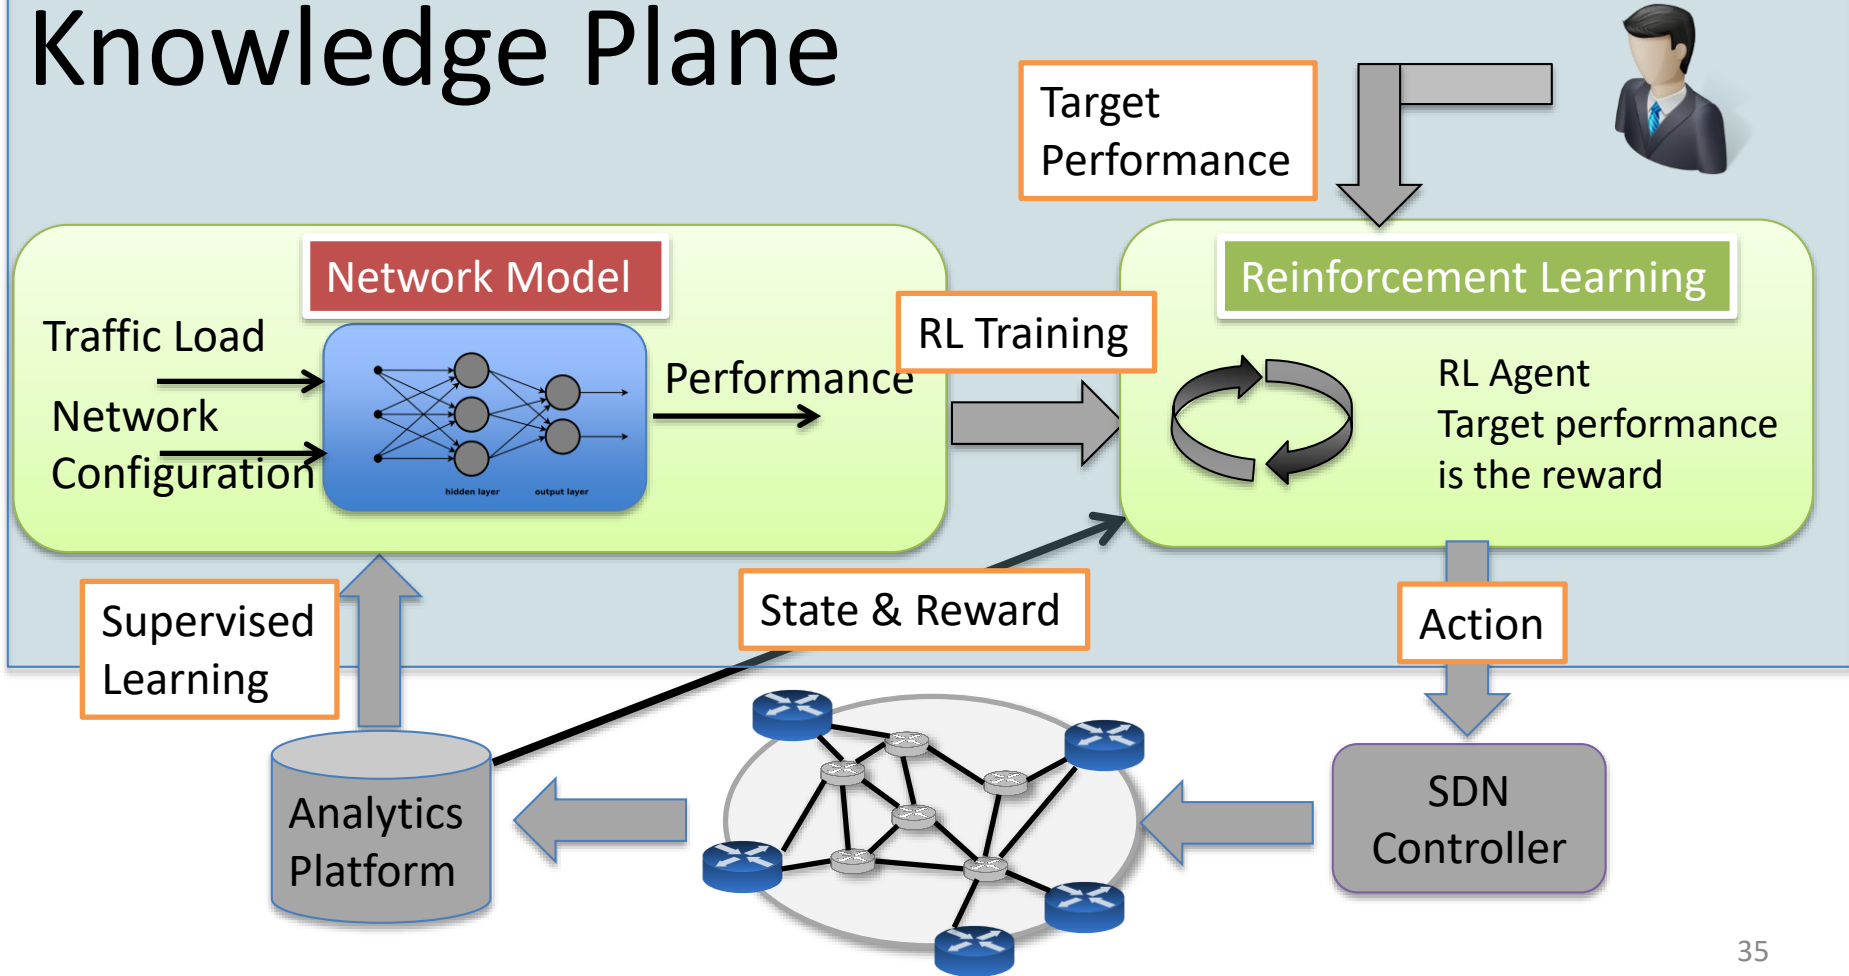 Knowledge Plane
Target
Performance
Network Model
Traffic Load
Network
Configuration
hidden layer
output layer
Performance
RL Training
Reinforcement Learning
RL Agent
Target performance
is the reward
Supervised
Learning
State & Reward
Action
Analytics
Platform
SDN
Controller
35